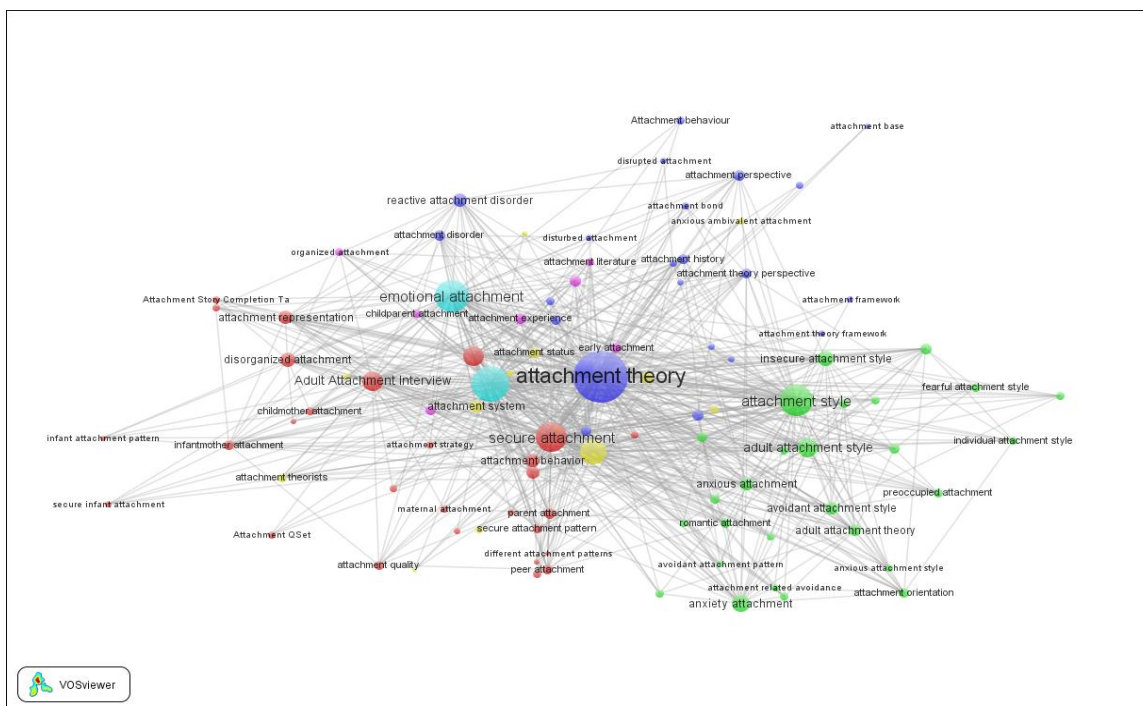 Attachment behaviour
attachment base
disrupted attachment
attachment perspective
reactive attachment disorder
attachment bond
anxious ambivalent attachment
attachment disorder
disturbed attachment
organized attachment
attachment literature
attachment history
attachment theory perspective
emotional attachment
Attachment Story Completion Ta
attachment framework
childparent attachment
attachment representation
attachment experience
attachment theory framework
early attachment
attachment status
disorganized attachment
insecure attachment style
attachment theory
Adult Attachment Interview
fearful attachment style
attachment style
attachment system
childmother attachment
infant attachment pattern
secure attachment
individual attachment style
infantmother attachment
attachment strategy
adult attachment style
attachment behavior
attachment theorists
anxious attachment
preoccupied attachment
secure infant attachment
maternal attachment
avoidant attachment style
parent attachment
romantic attachment
secure attachment pattern
adult attachment theory
Attachment QSet
different attachment patterns
attachment quality
avoidant attachment pattern
peer attachment
anxious attachment style
attachment related avoidance
attachment orientation
anxiety attachment
VOSviewer